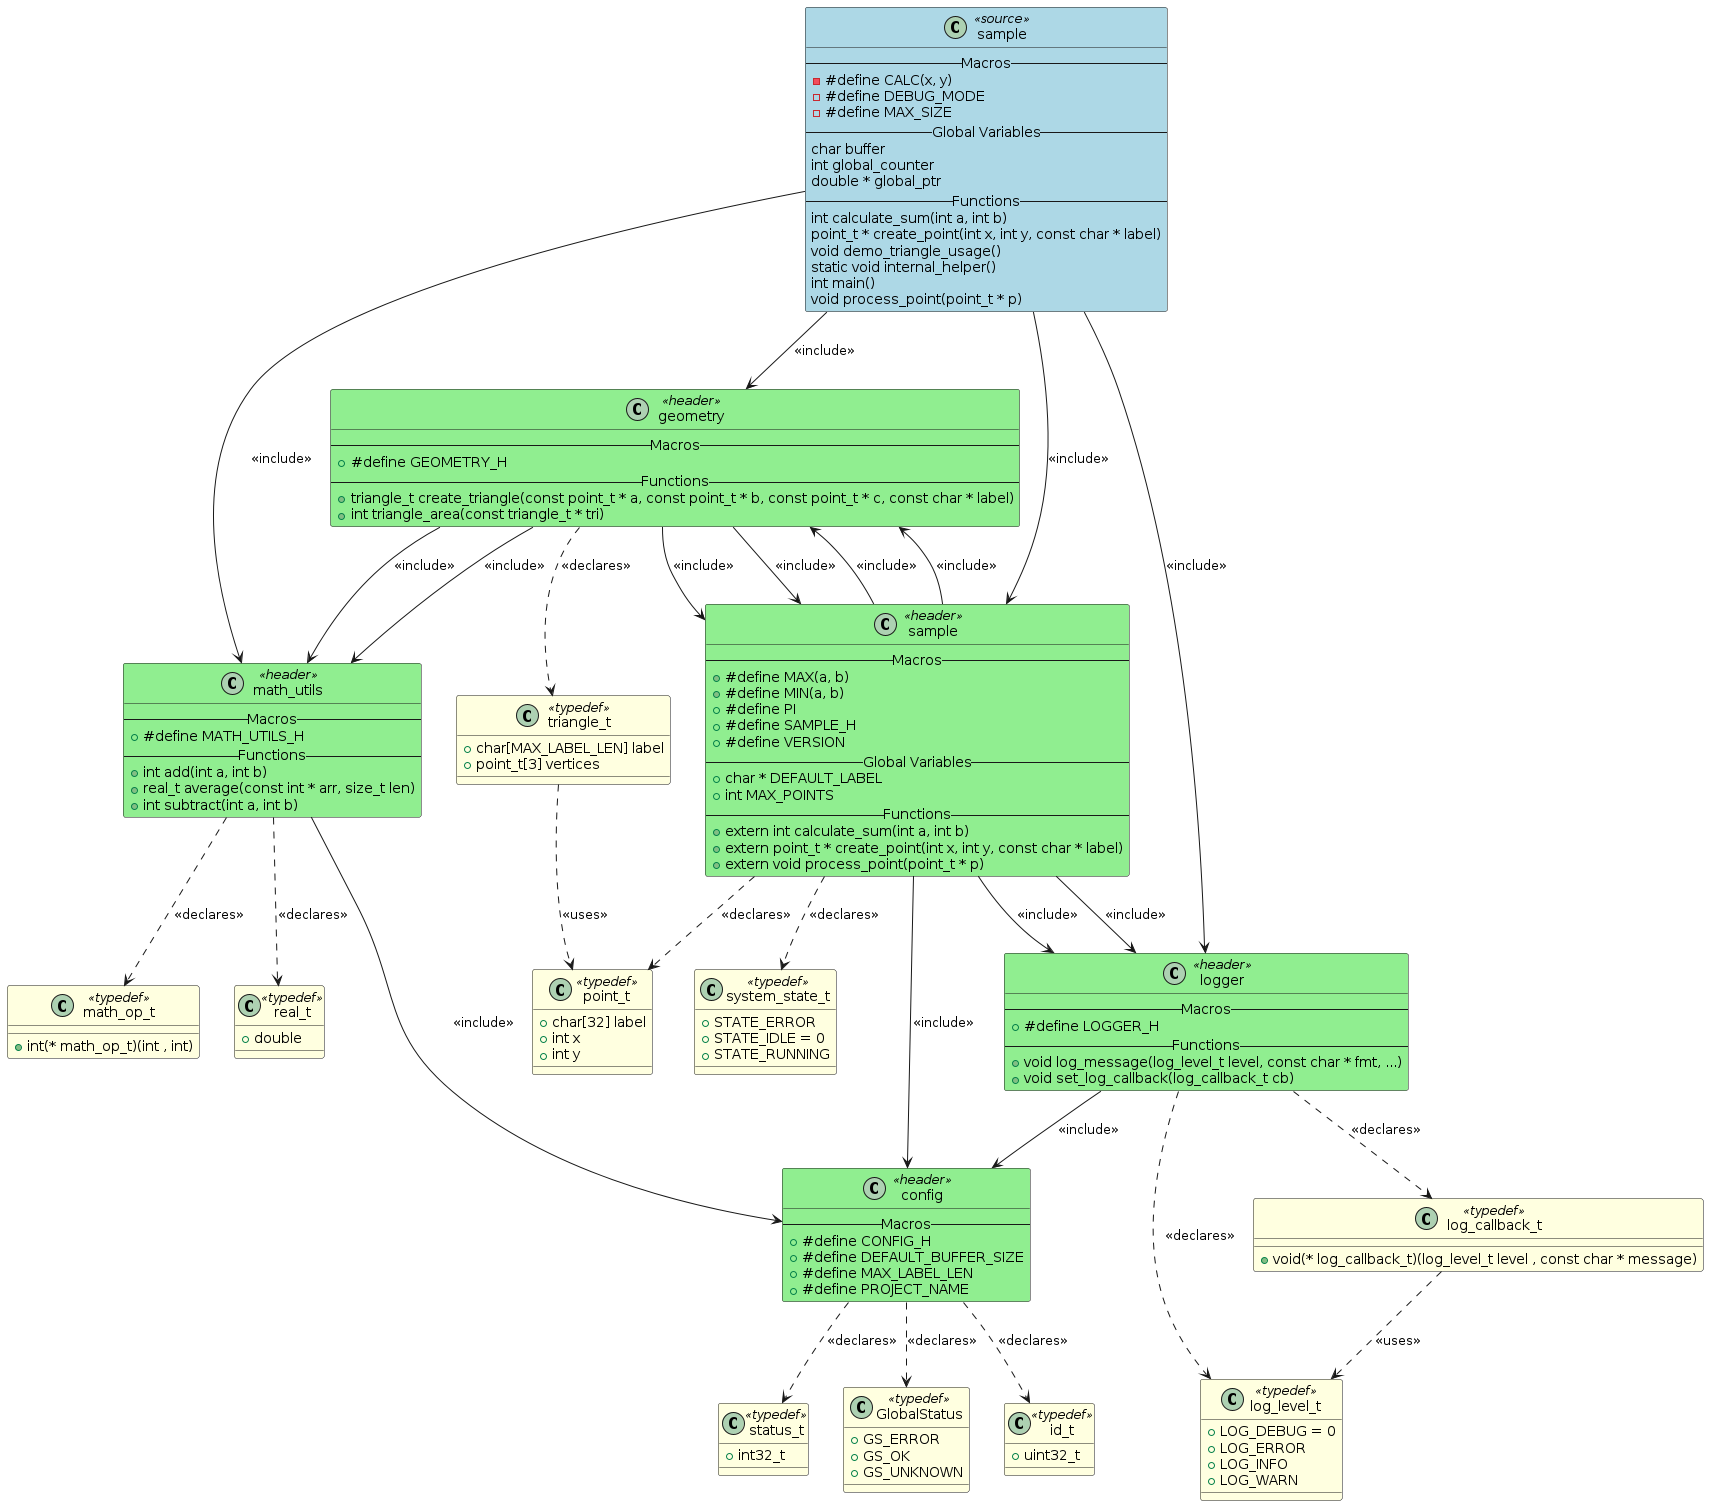 C
«source»
sample
Macros
#define CALC(x, y)
#define DEBUG_MODE
#define MAX_SIZE
Global Variables
char buffer
int global_counter
double * global_ptr
Functions
int calculate_sum(int a, int b)
point_t * create_point(int x, int y, const char * label)
void demo_triangle_usage()
static void internal_helper()
int main()
void process_point(point_t * p)
«include»
C
«header»
geometry
Macros
#define GEOMETRY_H
Functions
triangle_t create_triangle(const point_t * a, const point_t * b, const point_t * c, const char * label)
int triangle_area(const triangle_t * tri)
«include»
«include»
«include»
«include»
«include»
«declares»
«include»
«include»
«include»
«include»
C
«header»
sample
Macros
#define MAX(a, b)
#define MIN(a, b)
#define PI
#define SAMPLE_H
#define VERSION
Global Variables
char * DEFAULT_LABEL
int MAX_POINTS
Functions
extern int calculate_sum(int a, int b)
extern point_t * create_point(int x, int y, const char * label)
extern void process_point(point_t * p)
C
«header»
math_utils
Macros
#define MATH_UTILS_H
Functions
int add(int a, int b)
real_t average(const int * arr, size_t len)
int subtract(int a, int b)
C
«typedef»
triangle_t
char[MAX_LABEL_LEN] label
point_t[3] vertices
«declares»
«declares»
«uses»
«declares»
«declares»
«include»
«include»
C
«typedef»
math_op_t
int(* math_op_t)(int , int)
C
«typedef»
real_t
double
«include»
C
«typedef»
point_t
char[32] label
int x
int y
C
«typedef»
system_state_t
STATE_ERROR
STATE_IDLE = 0
STATE_RUNNING
«include»
C
«header»
logger
Macros
#define LOGGER_H
Functions
void log_message(log_level_t level, const char * fmt, ...)
void set_log_callback(log_callback_t cb)
«include»
«declares»
C
«header»
config
Macros
#define CONFIG_H
#define DEFAULT_BUFFER_SIZE
#define MAX_LABEL_LEN
#define PROJECT_NAME
«declares»
C
«typedef»
log_callback_t
void(* log_callback_t)(log_level_t level , const char * message)
«declares»
«declares»
«declares»
«uses»
C
«typedef»
status_t
int32_t
C
«typedef»
GlobalStatus
GS_ERROR
GS_OK
GS_UNKNOWN
C
«typedef»
id_t
uint32_t
C
«typedef»
log_level_t
LOG_DEBUG = 0
LOG_ERROR
LOG_INFO
LOG_WARN